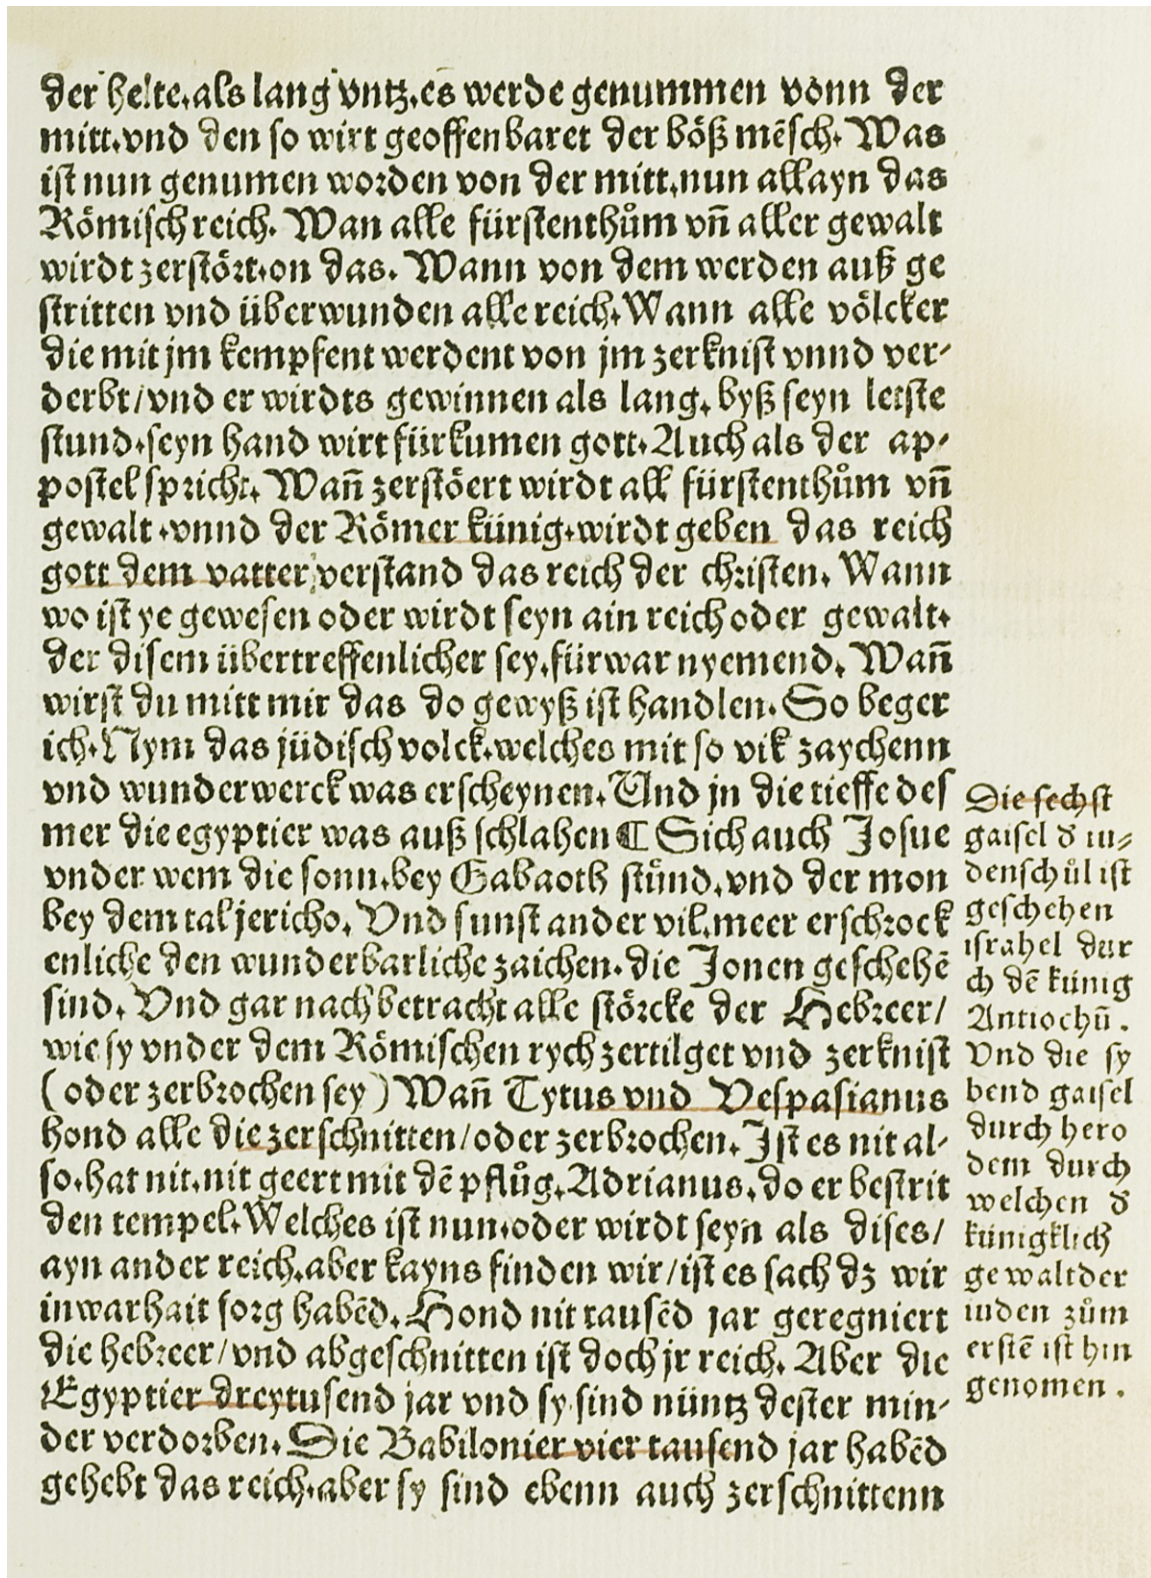 der helte.als lang vntz.es werde genummen vonn der
mitt.vnd den so wirt geoffenbaret der böß mēsch. Was
ist nun genumen worden von der mitt.nun allayn das
Römisch reich. Wan alle fürstenthům vn̄ aller gewalt
wirdt zerstört.on das. Wann von dem werden auß ge
stritten vnd überwunden alle reich.Wann alle völcker
die mit jm kempfent werdent von jm zerknist vnnd ver-
derbt/vnd er wirdts gewinnen als lang. byß seyn letste
stund.seyn hand wirt fürkumen gott.Auch als der ap-
postel spricht. Wan̄ zerstöert wirdt all fürstenthům vn̄
gewalt.vnnd der Römer künig.wirdt geben das reich
gott dem vatter verstand das reich der christen. Wann
wo ist ye gewesen oder wirdt seyn ain reich oder gewalt.
der disem übertreffenlicher sey.fürwar nyemend. Wan̄
wirst du mitt mir das do gewyß ist handlen. So beger
ich.Nym das jüdisch volck.welches mit so vil zaychenn
vnd wunderwerck was erscheynen.Und jn die tieffe des
mer die egyptier was auß schlahen ⸿ Sich auch Josue
vnder wem die sonn.bey Gabaoth stůnd.vnd der mon
bey dem tal jericho. Vnd sunst ander vil.meer erschrock
enliche den wunderbarliche zaichen.die Jonen geschehē
sind. Vnd gar nach betracht alle störcke der Hebreer/
wie sy vnder dem Römischen rych zertilget vnd zerknist
(oder zerbrochen sey) Wan̄ Tytus vnd Vespasianus
hond alle die zerschnitten/oder zerbrochen. Ist es nit al-
so.hat nit.nit geert mit dē pflůg.Adrianus.do er bestrit
den tempel.Welches ist nun.oder wirdt seyn als dises/
ayn ander reich.aber kayns finden wir/ist es sach dz wir
in warhait sorg habēd. Hond nit tausēd jar geregniert
die hebreer/vnd abgeschnitten ist doch jr reich. Aber die
Egyptier dreytusend jar vnd sy sind nüntz dester min-
der verdorben. Die Babilonier vier tausend jar habēd
gehebt das reich.aber sy sind ebenn auch zerschnittenn
Die sechst
gaisel d iu-
denschůl ist
geschehen
israhel dur
ch dē künig
Antiochū.
Vnd die sy
bend gaisel
durch hero
dem durch
welchen d
künigklich
gewalt der
iuden zům
erstē ist hin
genomen.